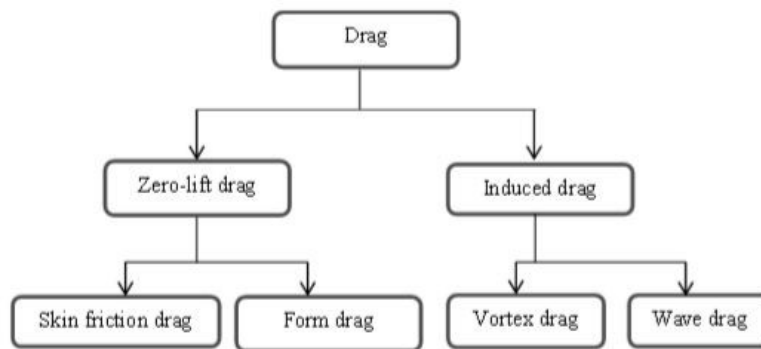 Drag
Zero-lift drag
Induced drag
Skin friction drag
Form drag
Vortex drag
Wave drag